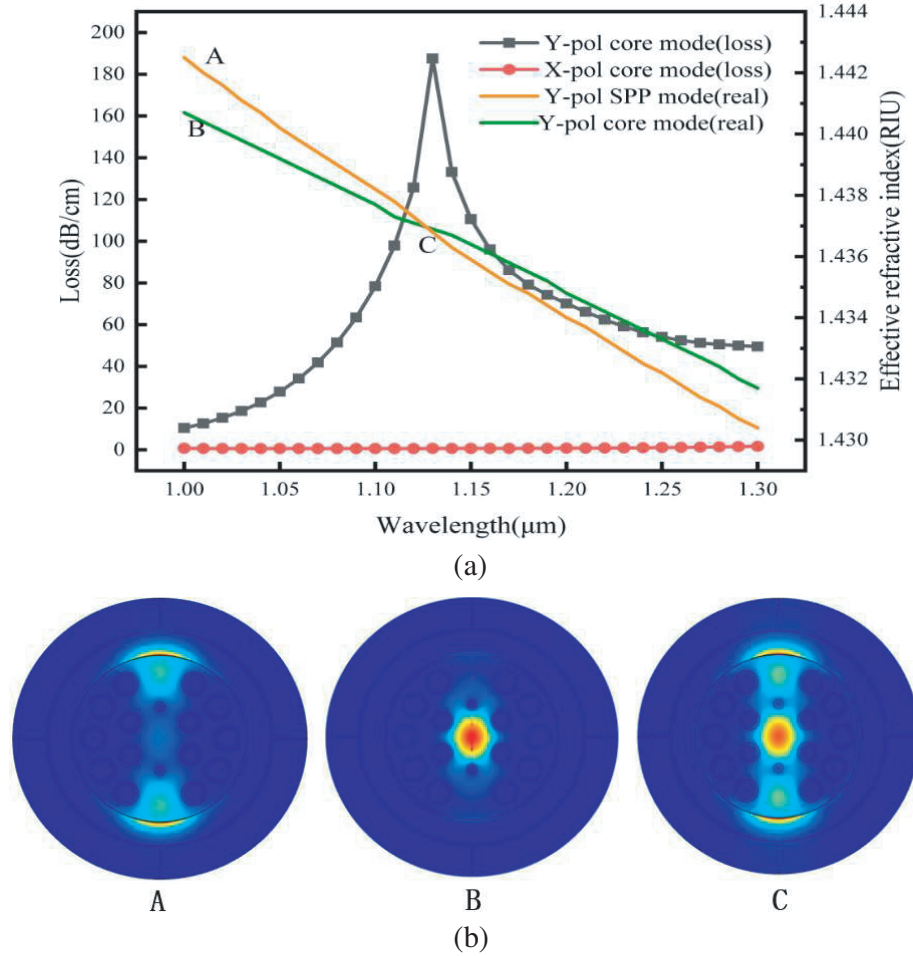 (a)
200
180
160
140
120
100
80
60
40
20
0
Loss(dB/cm)
1.444
1.442
1.440
1.438
1.436
1.434
1.432
1.430
Effective refractive index(RIU)
Y-pol core mode(loss)
X-pol core mode(loss)
Y-pol SPP mode(real)
Y-pol core mode(real)
A
B
C
1.00 1.05 1.10 1.15 1.20 1.25 1.30
Wavelength(μm)
(a)
A B C
(b)